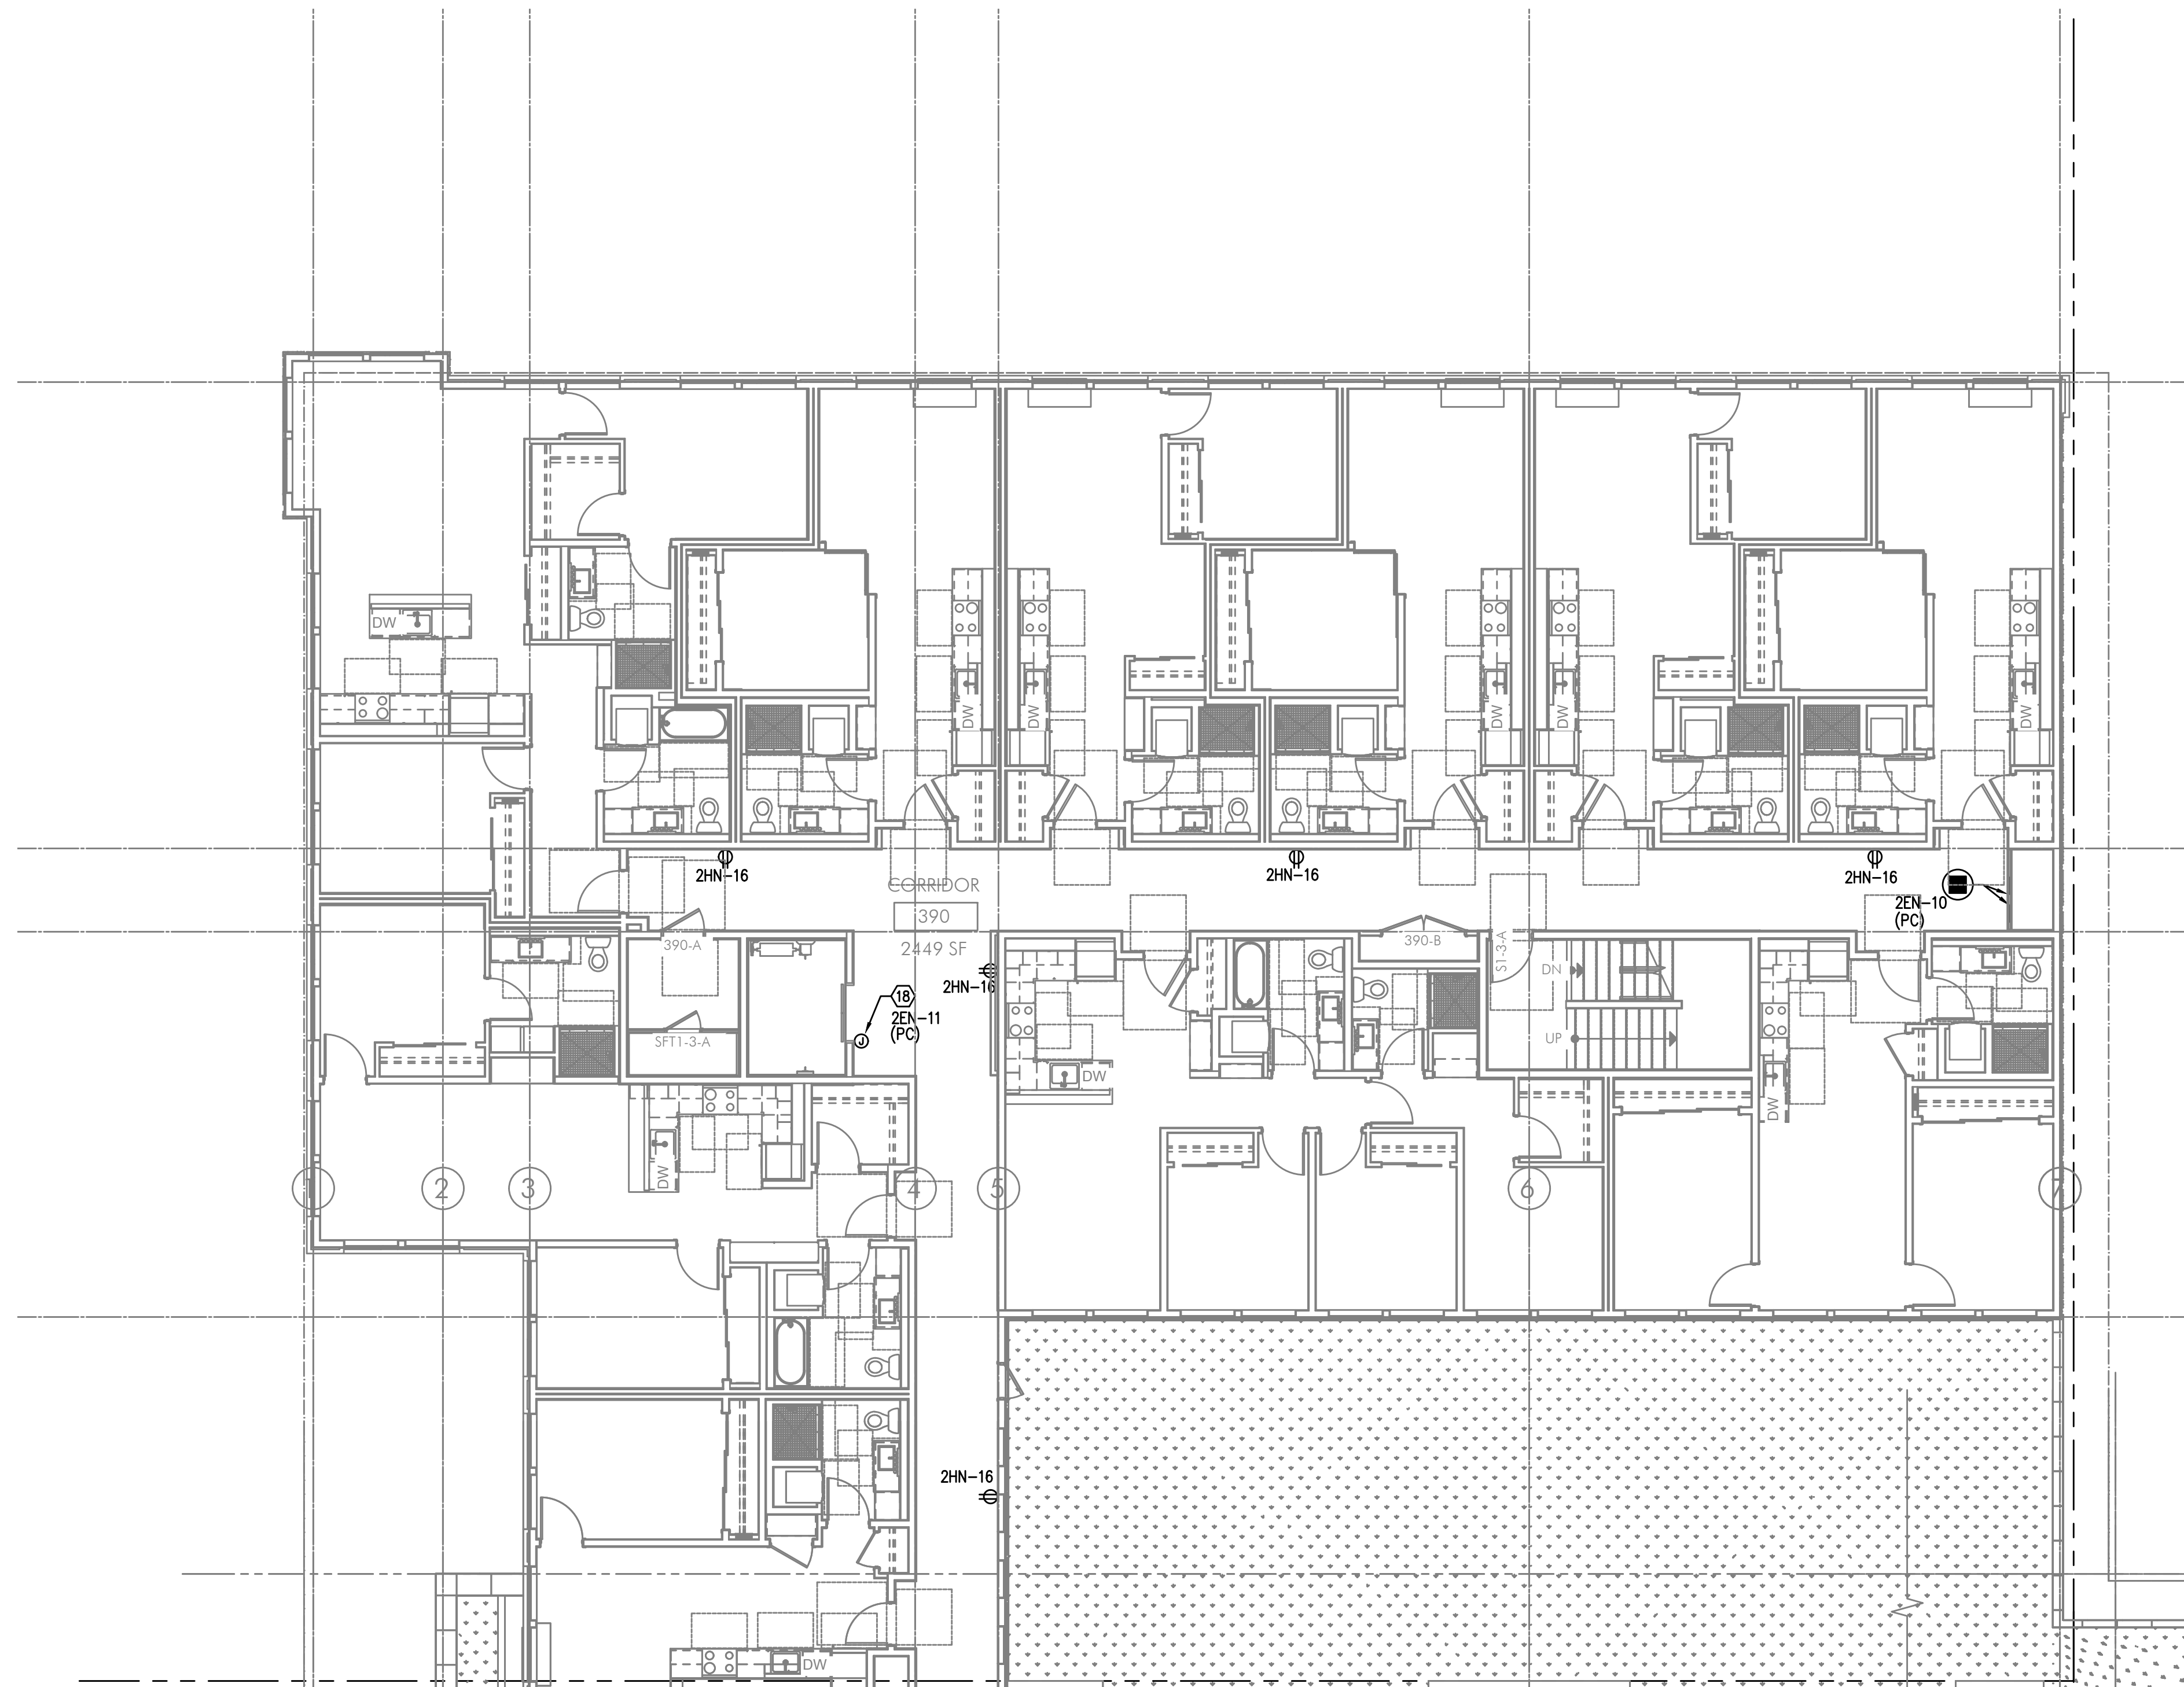 DW
DW
DW
DW
DW
DW
2HN-16
2HN-16
2HN-16
CORRIDOR
390
2449 SF
2EN-10
(PC)
390-A
390-B
S1-3-A
DN
UP
2HN-16
18
2EN-11
(PC)
J
SFT1-3-A
DW
DW
DW
1
2
3
4
5
6
7
2HN-16
DW